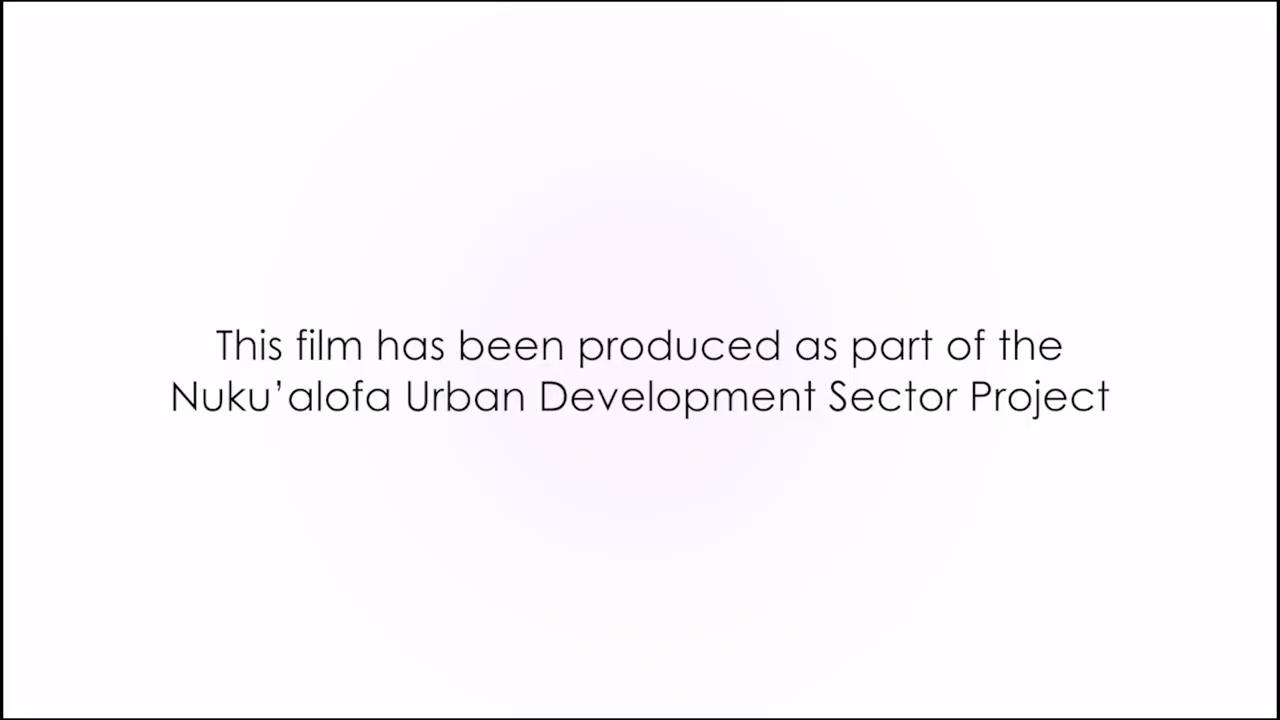 This film has been produced as part of the
Nuku’alofa Urban Development Sector Project